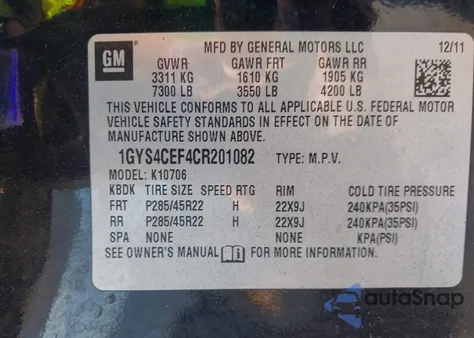 GM
MFD BY GENERAL MOTORS LLC 12/11
GVWR GAWR FRT GAWR RR
3311 KG 1610 KG 1905 KG
7300 LB 3550 LB 4200 LB
THIS VEHICLE CONFORMS TO ALL APPLICABLE U.S. FEDERAL MOTOR
VEHICLE SAFETY STANDARDS IN EFFECT ON THE DATE OF
MANUFACTURE SHOWN ABOVE.
1GYS4CEF4CR201082 TYPE: M.P.V.
MODEL: K10706
KBDK TIRE SIZE SPEED RTG RIM COLD TIRE PRESSURE
FRT P285/45R22 H 22X9J 240KPA(35PSI)
RR P285/45R22 H 22X9J 240KPA(35PSI)
SPA NONE NONE KPA(PSI)
SEE OWNER'S MANUAL i FOR MORE INFORMATION.
autoSnap